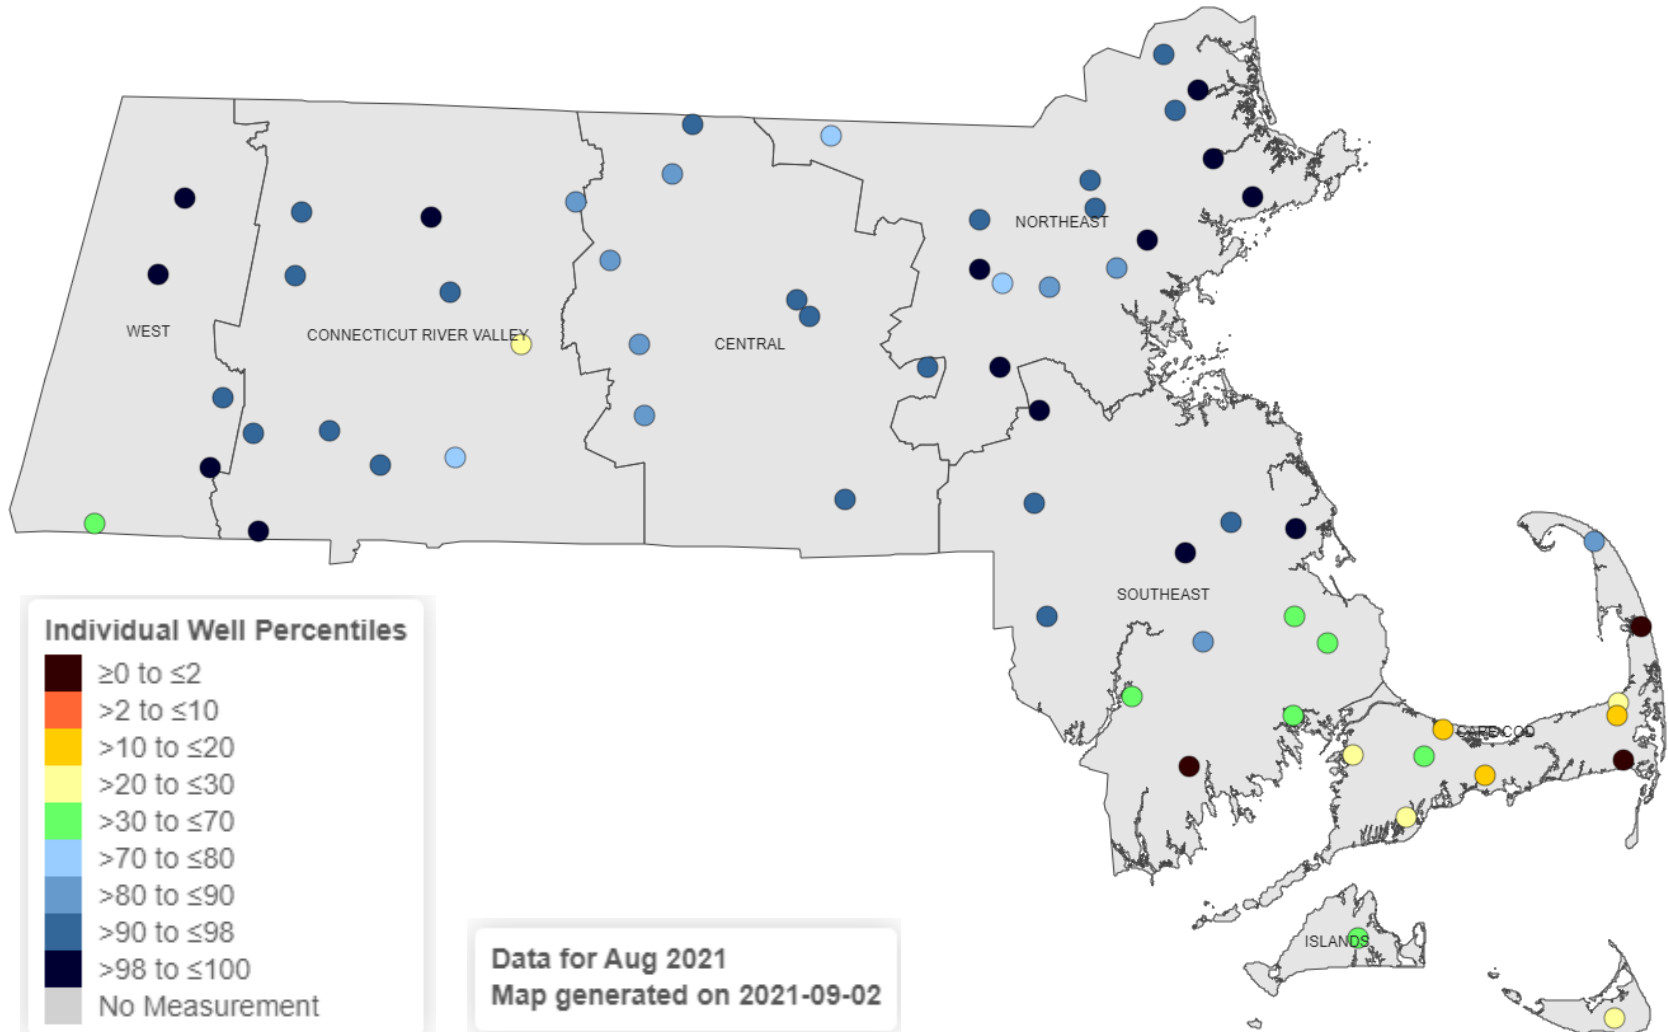 NORTHEAST
WEST
CONNECTICUT RIVER VALLEY
CENTRAL
SOUTHEAST
CAPE COD
ISLANDS
Individual Well Percentiles
≥0 to ≤2
>2 to ≤10
>10 to ≤20
>20 to ≤30
>30 to ≤70
>70 to ≤80
>80 to ≤90
>90 to ≤98
>98 to ≤100
No Measurement
Data for Aug 2021
Map generated on 2021-09-02